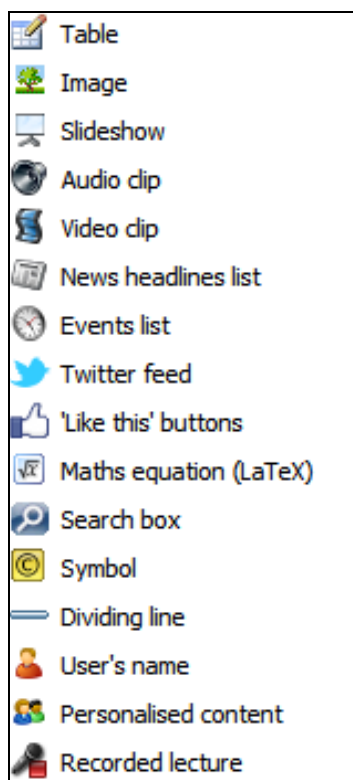 Table
Image
Slideshow
Audio clip
Video clip
News headlines list
Events list
Twitter feed
'Like this' buttons
Maths equation (LaTeX)
Search box
Symbol
Dividing line
User's name
Personalised content
Recorded lecture